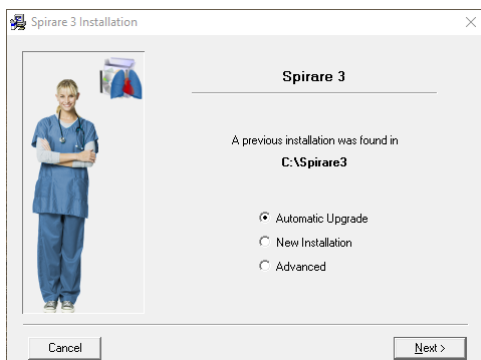 Spirare 3 Installation
Spirare 3
A previous installation was found in
C:\Spirare3
Automatic Upgrade
New Installation
Advanced
Cancel
Next >